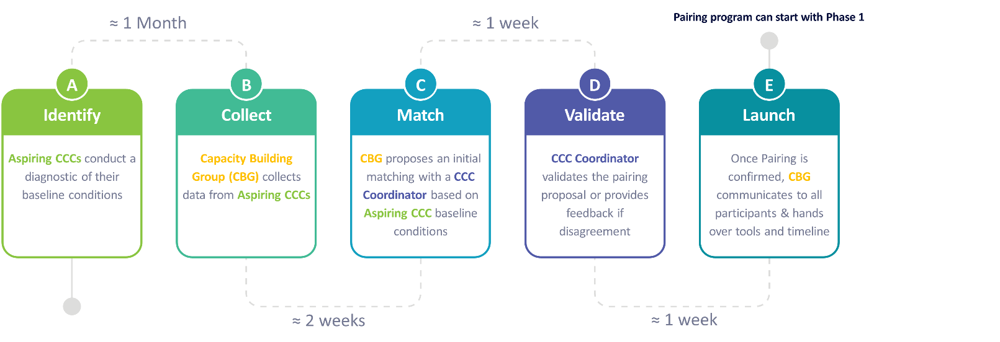 ≈ 1 Month
≈ 1 week
Pairing program can start with Phase 1
A
Identify
Aspiring CCCs conduct a
diagnostic of their
baseline conditions
B
Collect
Capacity Building
Group (CBG) collects
data from Aspiring CCCs
C
Match
CBG proposes an initial
matching with a CCC
Coordinator based on
Aspiring CCC baseline
conditions
D
Validate
CCC Coordinator
validates the pairing
proposal or provides
feedback if
disagreement
E
Launch
Once Pairing is
confirmed, CBG
communicates to all
participants & hands
over tools and timeline
≈ 2 weeks
≈ 1 week